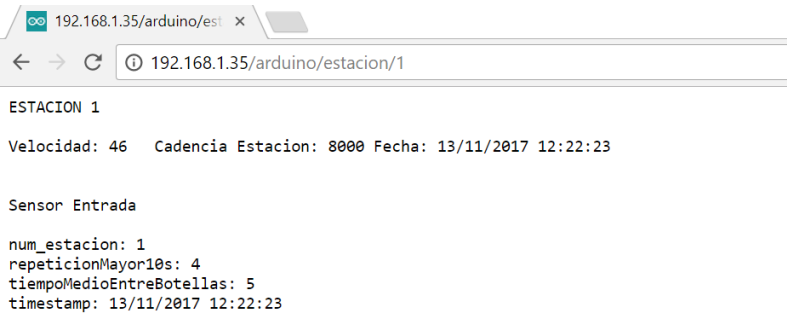 192.168.1.35/arduino/est
192.168.1.35/arduino/estacion/1
ESTACION 1
Velocidad: 46   Cadencia Estacion: 8000 Fecha: 13/11/2017 12:22:23
Sensor Entrada
num_estacion: 1
repeticionMayor10s: 4
tiempoMedioEntreBotellas: 5
timestamp: 13/11/2017 12:22:23